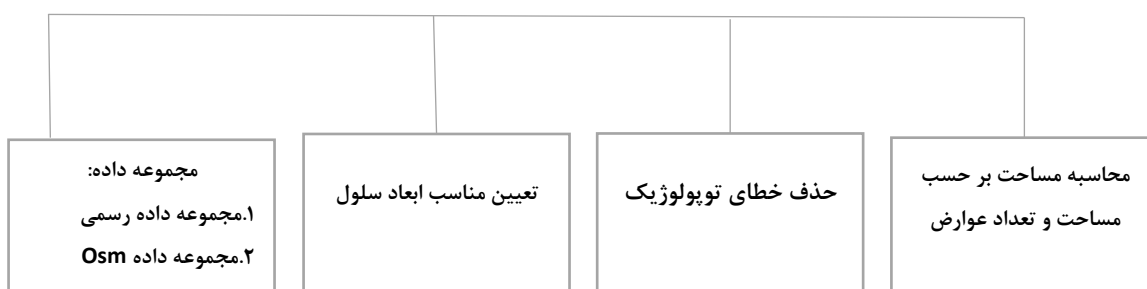 محاسبه مساحت بر حسب
مساحت و تعداد عوارض
حذف خطای توپولوژیک
تعیین مناسب ابعاد سلول
مجموعه داده:
۱.مجموعه داده رسمی
۲.مجموعه داده Osm